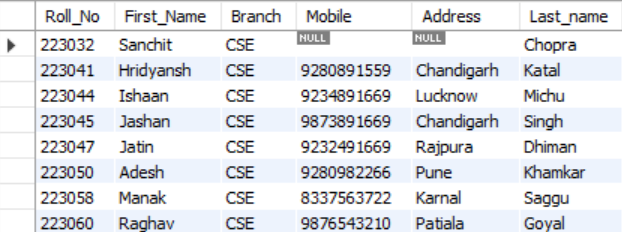 Roll_No First_Name Branch Mobile Address Last_name
223032 Sanchit CSE NULL NULL Chopra
223041 Hridyansh CSE 9280891559 Chandigarh Katal
223044 Ishaan CSE 9234891669 Lucknow Michu
223045 Jashan CSE 9873891669 Chandigarh Singh
223047 Jatin CSE 9232491669 Rajpura Dhiman
223050 Adesh CSE 9280982266 Pune Khamkar
223058 Manak CSE 8337563722 Karnal Saggu
223060 Raghav CSE 9876543210 Patiala Goyal